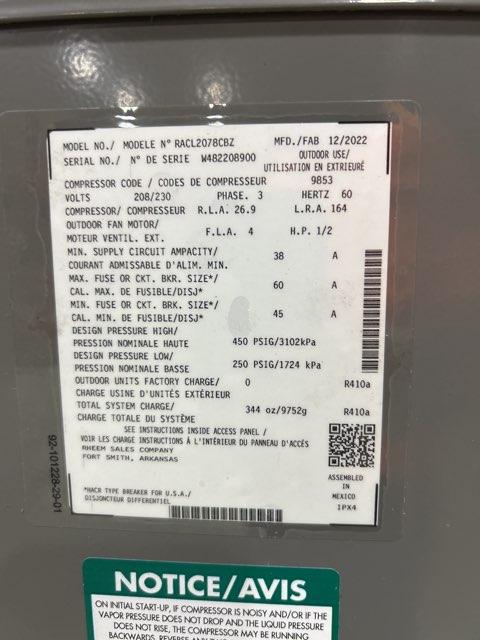 MODEL NO./ MODELE N° RACL2078CBZ MFD./FAB 12/2022
SERIAL NO./ N° DE SERIE W482208900 OUTDOOR USE/
UTILISATION EN EXTRIEURÉ
COMPRESSOR CODE / CODES DE COMPRESSEUR 9853
VOLTS 208/230 PHASE. 3 HERTZ 60
COMPRESSOR/ COMPRESEUR R.L.A. 26.9 L.R.A. 164
OUTDOOR FAN MOTOR/
MOTEUR VENTIL. EXT. F.L.A. 4 H.P. 1/2
MIN. SUPPLY CIRCUIT AMPACITY/
COURANT ADMISSABLE D'ALIM. MIN. 38 A
MAX. FUSE OR CKT. BKR. SIZE*/
CAL. MAX. DE FUSIBLE/DISJ* 60 A
MIN. FUSE OR CKT. BRK. SIZE*/
CAL. MIN. DE FUSIBLE/DISJ* 45 A
DESIGN PRESSURE HIGH/
PRESSION NOMINALE HAUTE 450 PSIG/3102kPa
DESIGN PRESSURE LOW/
PRESSION NOMINALE BASSE 250 PSIG/1724 kPa
OUTDOOR UNITS FACTORY CHARGE/ 0 R410a
CHARGE USINE D'UNITÉS EXTÉRIEUR
TOTAL SYSTEM CHARGE/ 344 oz/9752g R410a
CHARGE TOTALE DU SYSTÈME
SEE INSTRUCTIONS INSIDE ACCESS PANEL /
VOIR LES CHARGE INSTRUCTIONS À L'INTÉRIEUR DU PANNEAU D'ACCÈS
RHEEM SALES COMPANY
FORT SMITH, ARKANSAS
ASSEMBLED
IN
MEXICO
IPX4
*HACR TYPE BREAKER FOR U.S.A./
DISJONCTEUR DIFFERENTIEL
92-101228-29-01
NOTICE/AVIS
ON INITIAL START-UP, IF COMPRESSOR IS NOISY AND/OR IF THE
VAPOR PRESSURE DOES NOT DROP AND THE LIQUID PRESSURE
DOES NOT RISE, THE COMPRESSOR MAY BE RUNNING
BACKWARDS. REVERSE ANY